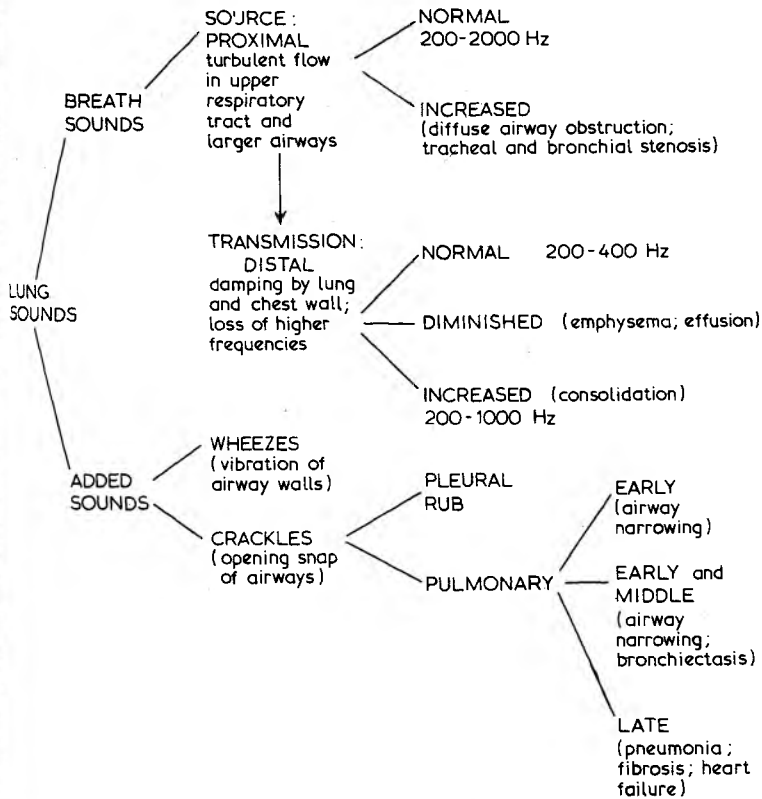 SOURCE :
PROXIMAL
turbulent flow
in upper
respiratory
tract and
larger airways
NORMAL
200-2000 Hz
INCREASED
(diffuse airway obstruction;
tracheal and bronchial stenosis)
BREATH
SOUNDS
TRANSMISSION :
DISTAL
damping by lung
and chest wall;
loss of higher
frequencies
NORMAL 200-400 Hz
DIMINISHED (emphysema; effusion)
INCREASED (consolidation)
200-1000 Hz
LUNG
SOUNDS
ADDED
SOUNDS
WHEEZES
(vibration of
airway walls)
CRACKLES
(opening snap
of airways)
PLEURAL
RUB
PULMONARY
EARLY
(airway
narrowing)
EARLY and
MIDDLE
(airway
narrowing;
bronchiectasis)
LATE
(pneumonia;
fibrosis; heart
failure)